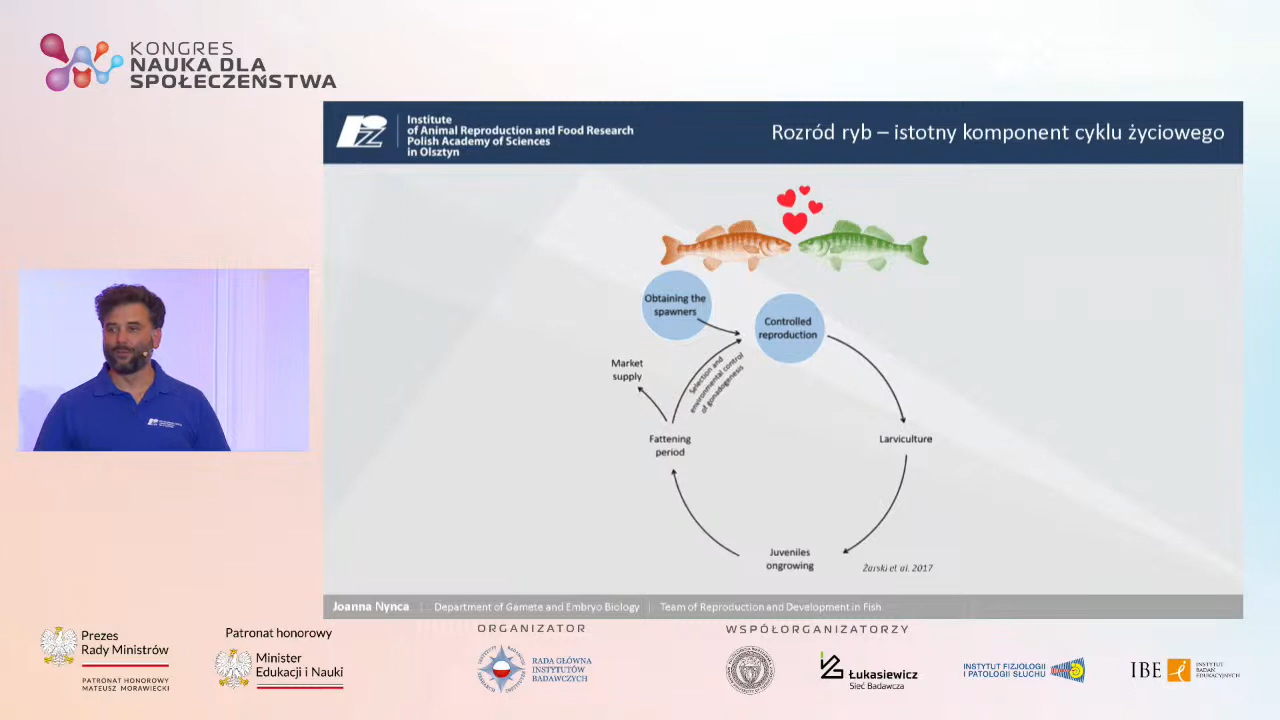 KONGRES
NAUKA DLA
SPOŁECZEŃSTWA
Institute
of Animal Reproduction and Food Research
Polish Academy of Sciences
in Olsztyn
Rozród ryb – istotny komponent cyklu życiowego
Obtaining the
spawners
Controlled
reproduction
Market
supply
Selection and
environmental control
of gonadogenesis
Fattening
period
Larviculture
Juveniles
ongrowing
Żarski et al. 2017
Joanna Nynca | Department of Gamete and Embryo Biology | Team of Reproduction and Development in Fish
Prezes
Rady Ministrów
PATRONAT HONOROWY
MATEUSZ MORAWIECKI
Patronat honorowy
Minister
Edukacji i Nauki
ORGANIZATOR
RADA GŁÓWNA
INSTYTUTÓW
BADAWCZYCH
WSPÓŁORGANIZATORZY
Łukasiewicz
Sieć Badawcza
INSTYTUT FIZJOLOGII
I PATOLOGII SŁUCHU
IBE
INSTYTUT
BADAŃ
EDUKACYJNYCH